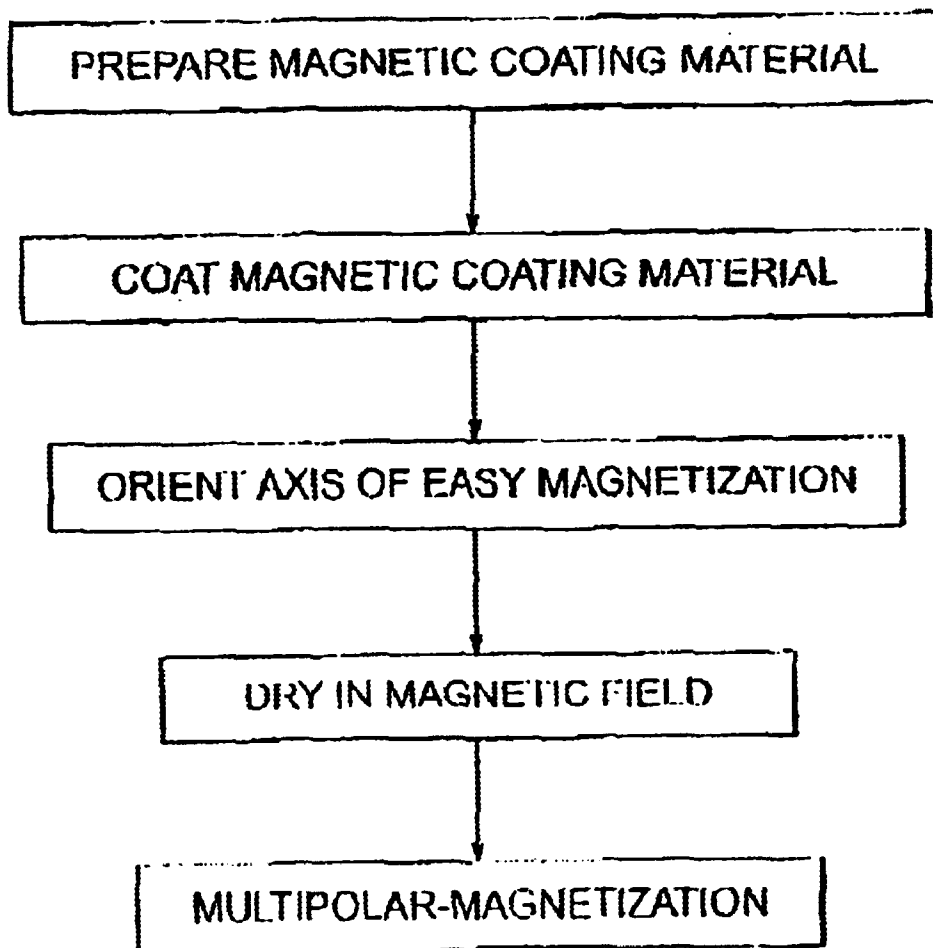 PREPARE MAGNETIC COATING MATERIAL
COAT MAGNETIC COATING MATERIAL
ORIENT AXIS OF EASY MAGNETIZATION
DRY IN MAGNETIC FIELD
MULTIPOLAR-MAGNETIZATION